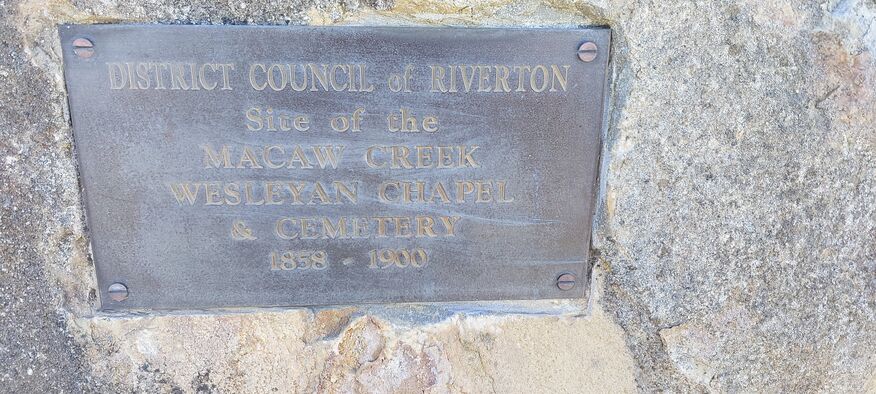 DISTRICT COUNCIL of RIVERTON
Site of the
MACAW CREEK
WESLEYAN CHAPEL
& CEMETERY
1858 - 1900